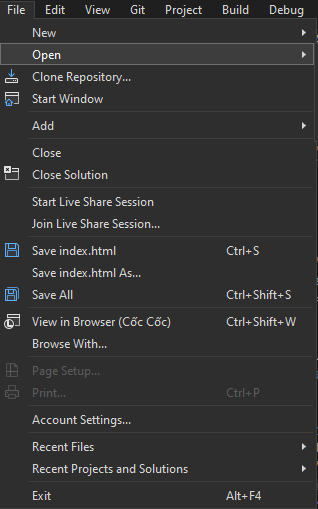 File Edit View Git Project Build Debug
New
Open
Clone Repository...
Start Window
Add
Close
Close Solution
Start Live Share Session
Join Live Share Session...
Save index.html Ctrl+S
Save index.html As...
Save All Ctrl+Shift+S
View in Browser (Cốc Cốc) Ctrl+Shift+W
Browse With...
Page Setup...
Print... Ctrl+P
Account Settings...
Recent Files
Recent Projects and Solutions
Exit Alt+F4